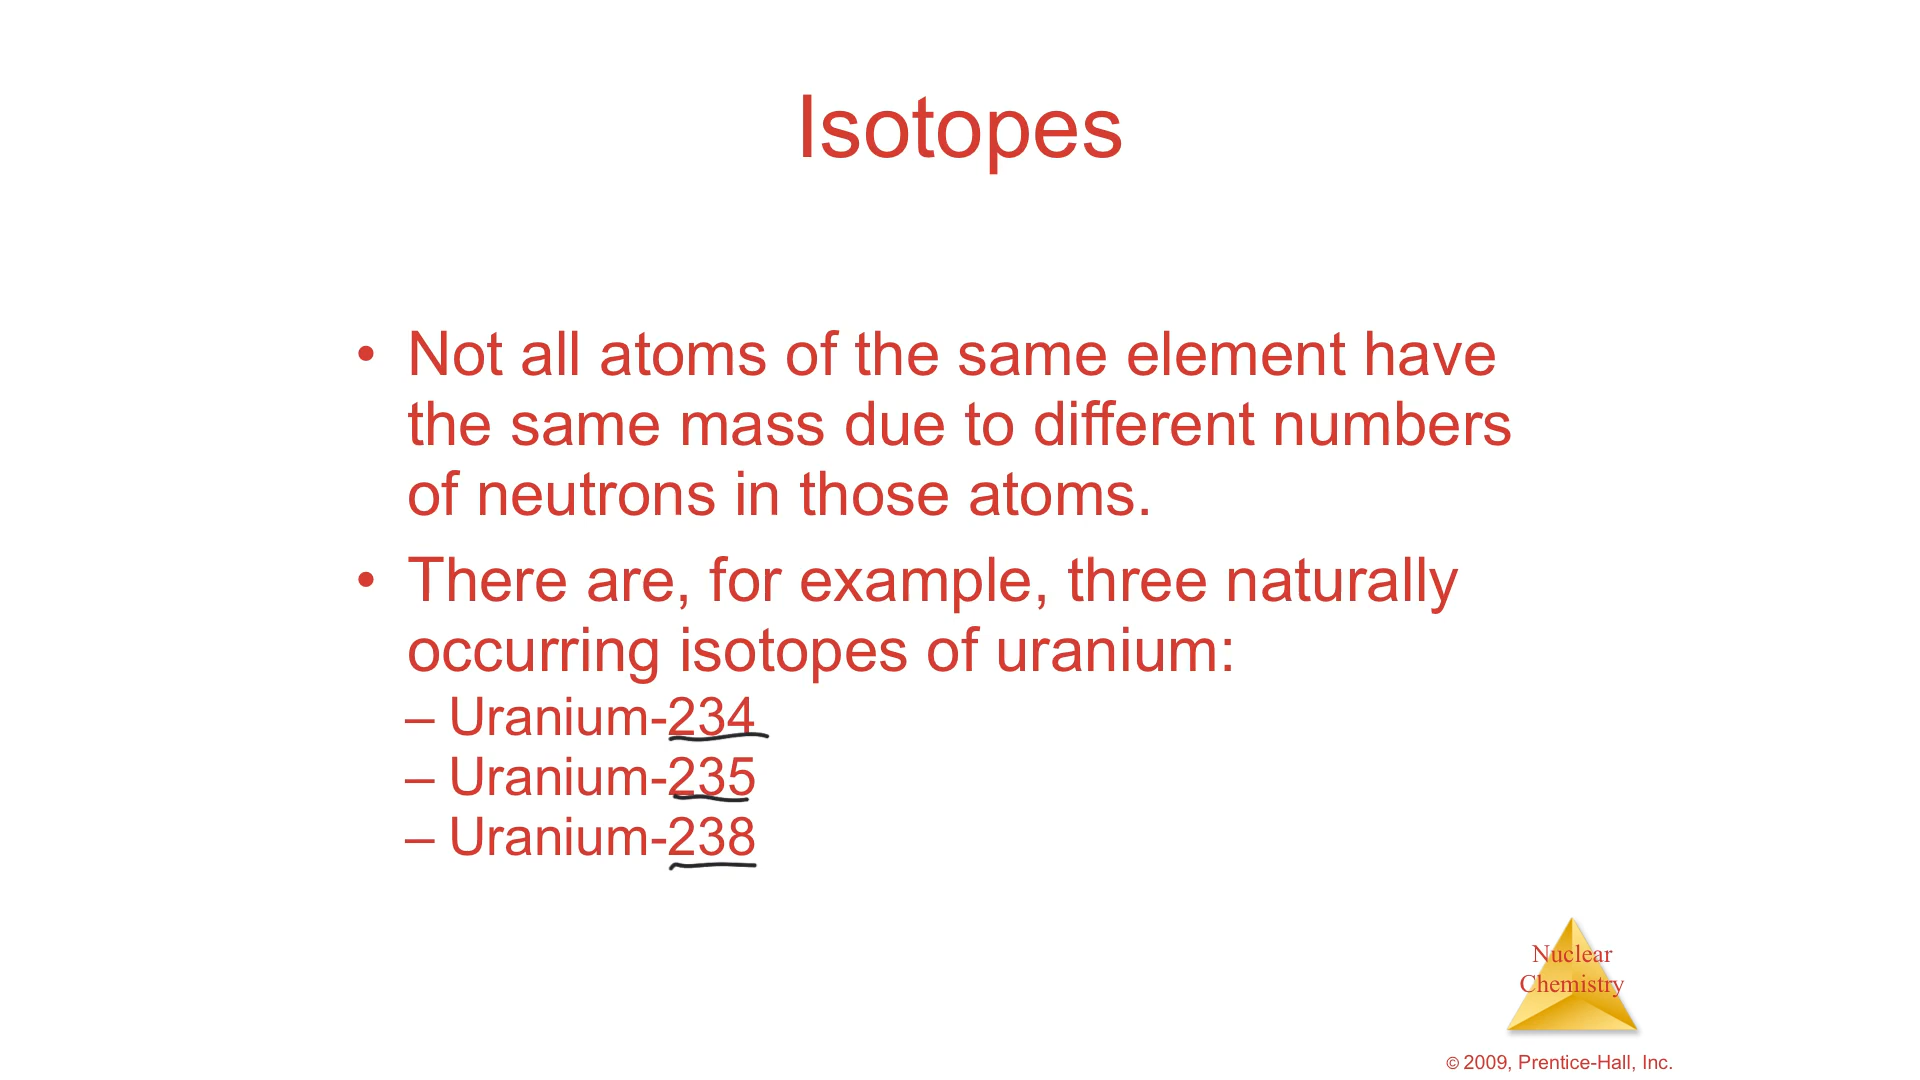 Isotopes
• Not all atoms of the same element have
the same mass due to different numbers
of neutrons in those atoms.
• There are, for example, three naturally
occurring isotopes of uranium:
– Uranium-234
– Uranium-235
– Uranium-238
Nuclear
Chemistry
© 2009, Prentice-Hall, Inc.